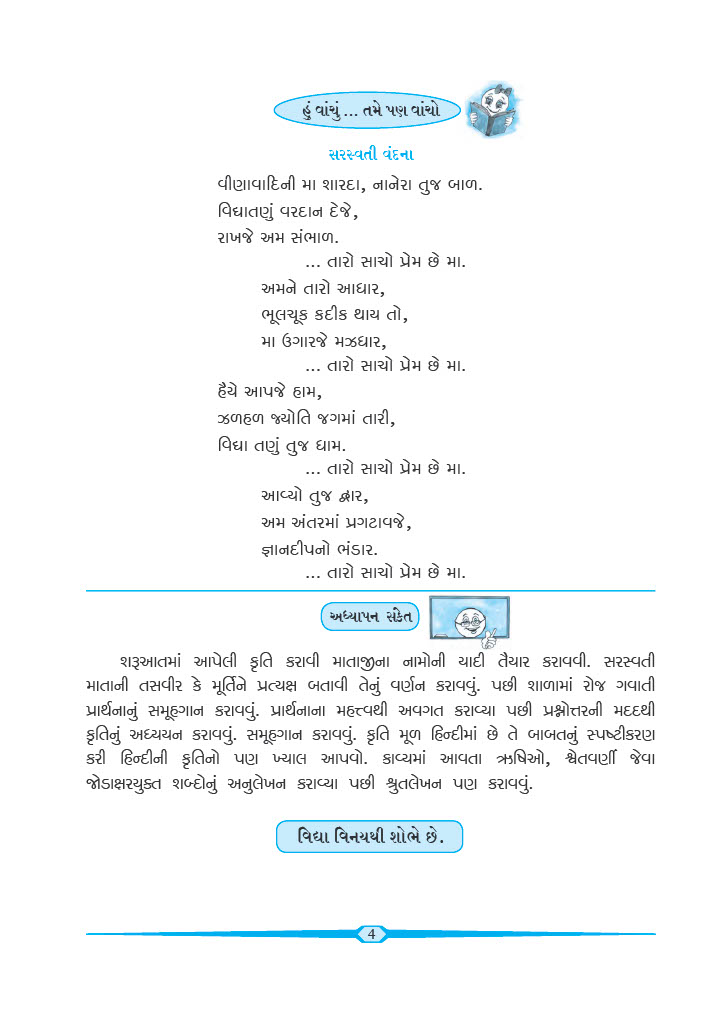 હું વાંચું ... તમે પણ વાંચો
સરસ્વતી વંદના
વીણાવાદિની મા શારદા, નાનેરા તુજ બાળ.
વિદ્યાતણું વરદાન દેજે,
રાખજે અમ સંભાળ.
... તારો સાચો પ્રેમ છે મા.
અમને તારો આધાર,
ભૂલચૂક કદીક થાય તો,
મા ઉગારજે મઝધાર,
... તારો સાચો પ્રેમ છે મા.
હૈયે આપજે હામ,
ઝળહળ જ્યોતિ જગમાં તારી,
વિદ્યા તણું તુજ ધામ.
... તારો સાચો પ્રેમ છે મા.
આવ્યો તુજ દ્વાર,
અમ અંતરમાં પ્રગટાવજે,
જ્ઞાનદીપનો ભંડાર.
... તારો સાચો પ્રેમ છે મા.
અધ્યાપન સંકેત
શરૂઆતમાં આપેલી કૃતિ કરાવી માતાજીના નામોની યાદી તૈયાર કરાવવી. સરસ્વતી
માતાની તસવીર કે મૂર્તિને પ્રત્યક્ષ બતાવી તેનું વર્ણન કરાવવું. પછી શાળામાં રોજ ગવાતી
પ્રાર્થનાનું સમૂહગાન કરાવવું. પ્રાર્થનાના મહત્ત્વથી અવગત કરાવ્યા પછી પ્રશ્નોત્તરની મદદથી
કૃતિનું અધ્યયન કરાવવું. સમૂહગાન કરાવવું. કૃતિ મૂળ હિન્દીમાં છે તે બાબતનું સ્પષ્ટીકરણ
કરી હિન્દીની કૃતિનો પણ ખ્યાલ આપવો. કાવ્યમાં આવતા ઋષિઓ, શ્વેતવર્ણી જેવા
જોડાક્ષરયુક્ત શબ્દોનું અનુલેખન કરાવ્યા પછી શ્રુતલેખન પણ કરાવવું.
વિદ્યા વિનયથી શોભે છે.
4